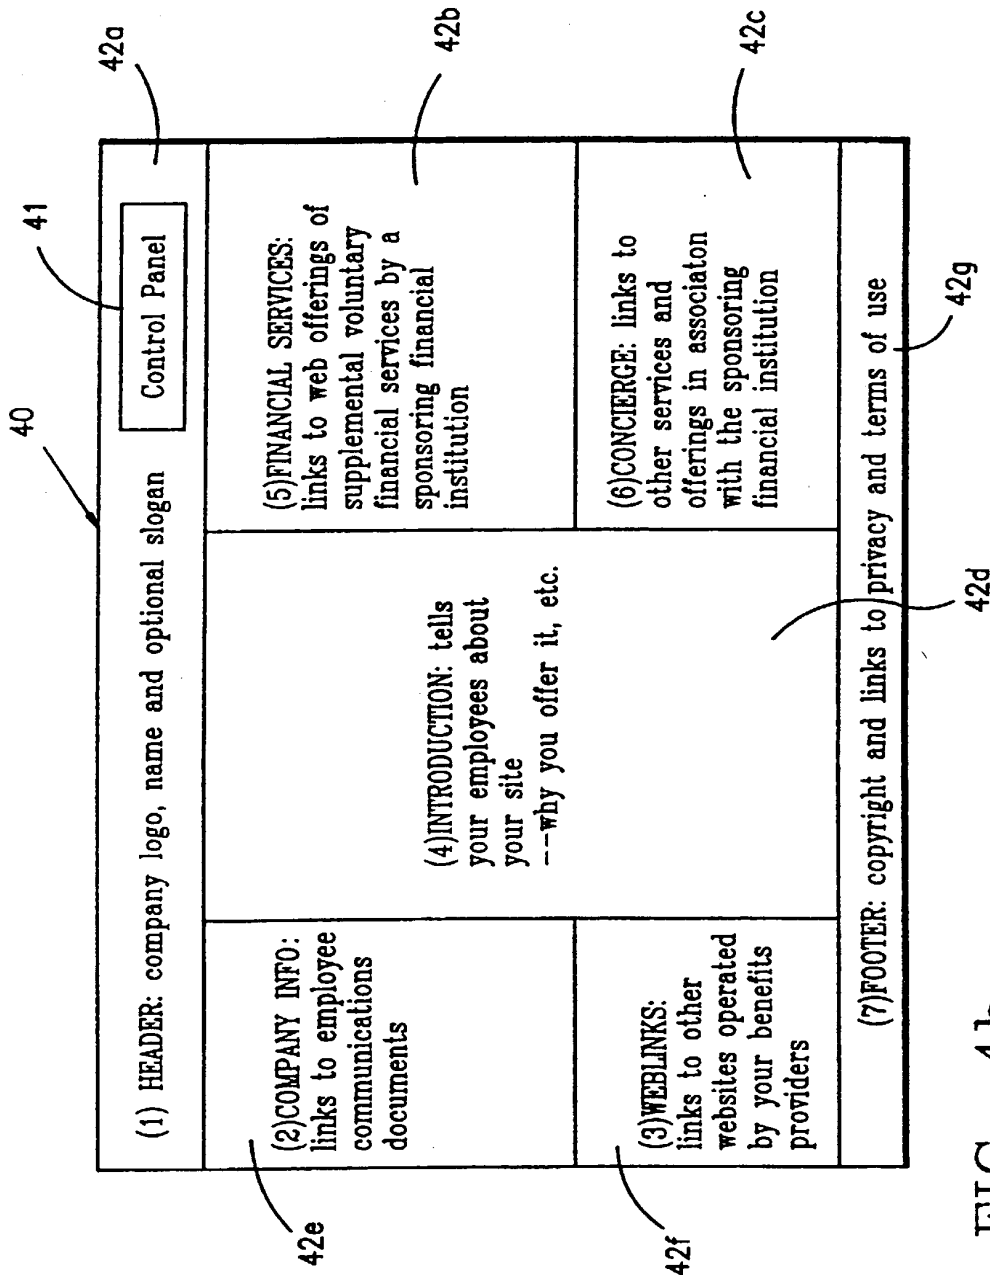 40
41
42a
(1) HEADER: company logo, name and optional slogan
Control Panel
42e
(2)COMPANY INFO:
links to employee
communications
documents
42f
(3)WEBLINKS:
links to other
websites operated
by your benefits
providers
(4)INTRODUCTION: tells
your employees about
your site
--why you offer it, etc.
42d
(5)FINANCIAL SERVICES:
links to web offerings of
supplemental voluntary
financial services by a
sponsoring financial
institution
42b
(6)CONCIERGE: links to
other services and
offerings in associaton
with the sponsoring
financial institution
42c
(7)FOOTER: copyright and links to privacy and terms of use
42g
FIG. 4b